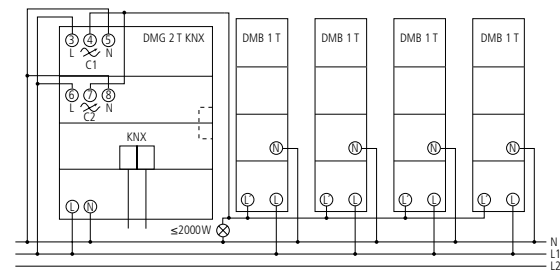 DMG 2 T KNX
3 4 5
L N
C1
6 7 8
L N
C2
KNX
L N
DMB 1 T
N
L' L
DMB 1 T
N
L' L
DMB 1 T
N
L' L
DMB 1 T
N
L' L
≤2000W
N
L1
L2